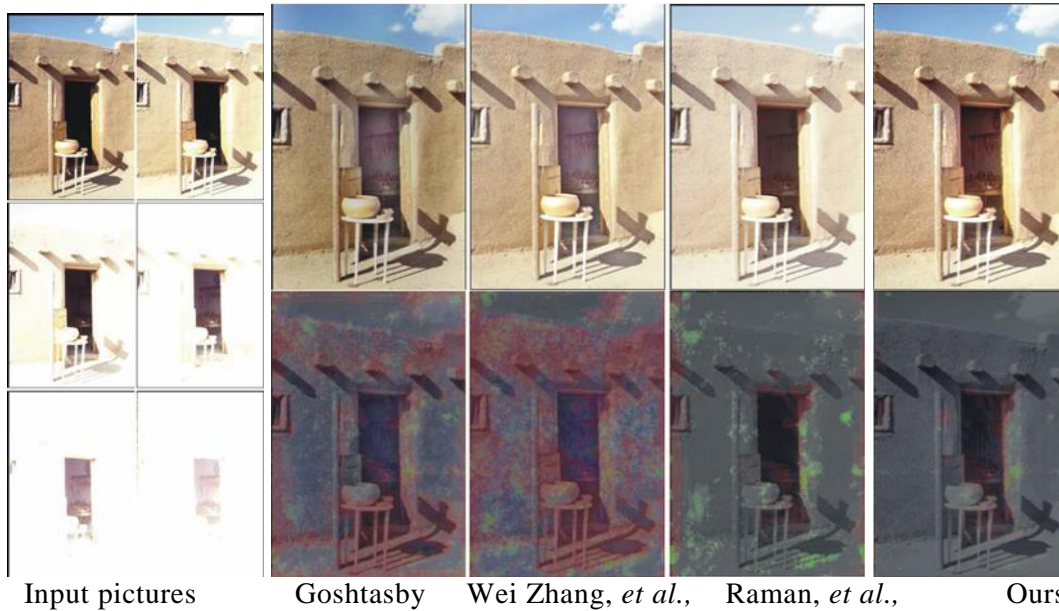 Input pictures Goshtasby Wei Zhang, et al., Raman, et al., Ours